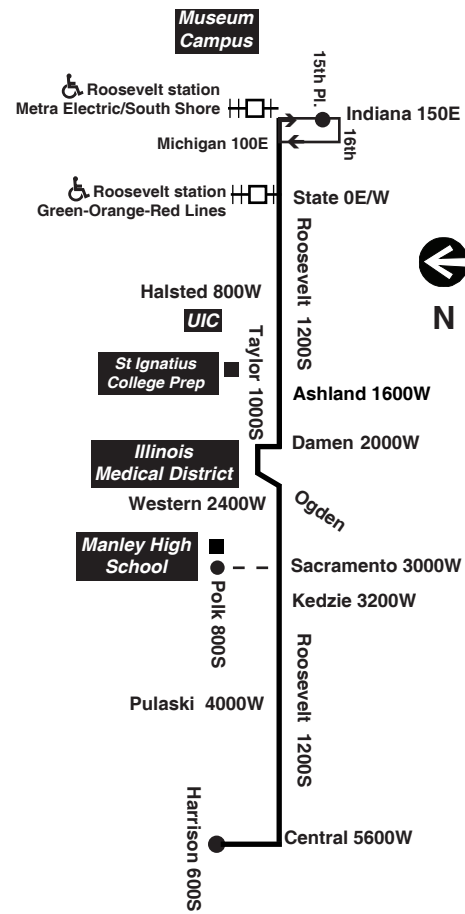 Museum
Campus
Roosevelt station
Metra Electric/South Shore
15th Pl.
Indiana 150E
16th
Michigan 100E
Roosevelt station
Green-Orange-Red Lines
State 0E/W
Roosevelt 1200S
N
Halsted 800W
UIC
Taylor 1000S
St Ignatius
College Prep
Ashland 1600W
Damen 2000W
Illinois
Medical District
Western 2400W
Ogden
Manley High
School
Sacramento 3000W
Polk 800S
Kedzie 3200W
Roosevelt 1200S
Pulaski 4000W
Harrison 600S
Central 5600W